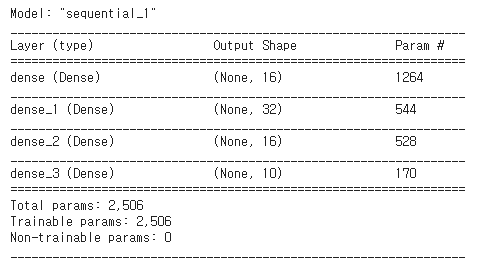 Model: "sequential_1"
Layer (type) Output Shape Param #
dense (Dense) (None, 16) 1264
dense_1 (Dense) (None, 32) 544
dense_2 (Dense) (None, 16) 528
dense_3 (Dense) (None, 10) 170
Total params: 2,506
Trainable params: 2,506
Non-trainable params: 0